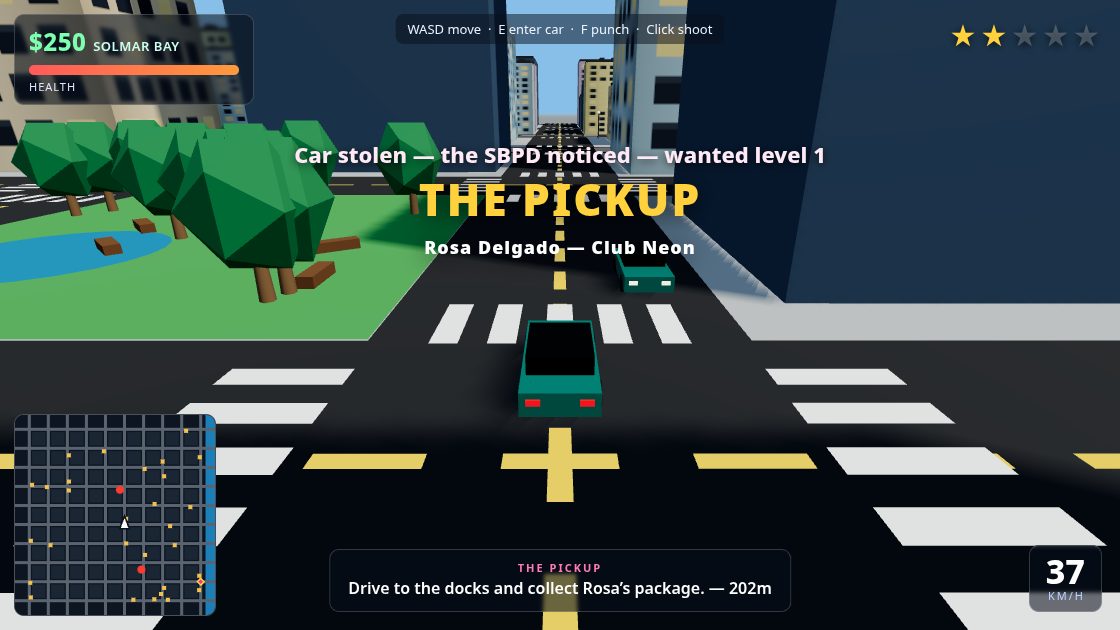 $250 SOLMAR BAY
HEALTH
WASD move · E enter car · F punch · Click shoot
Car stolen — the SBPD noticed — wanted level 1
THE PICKUP
Rosa Delgado — Club Neon
THE PICKUP
Drive to the docks and collect Rosa's package. — 202m
37
KM/H